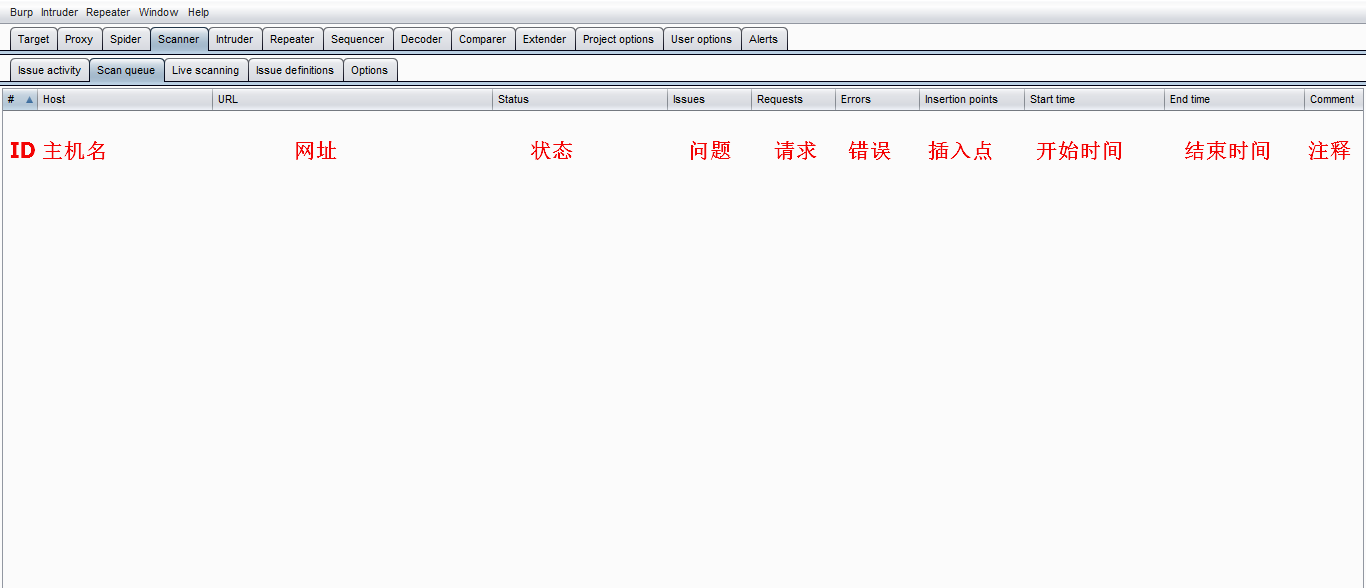 Burp Intruder Repeater Window Help
Target Proxy Spider Scanner Intruder Repeater Sequencer Decoder Comparer Extender Project options User options Alerts
Issue activity Scan queue Live scanning Issue definitions Options
# Host URL Status Issues Requests Errors Insertion points Start time End time Comment
ID 主机名 网址 状态 问题 请求 错误 插入点 开始时间 结束时间 注释